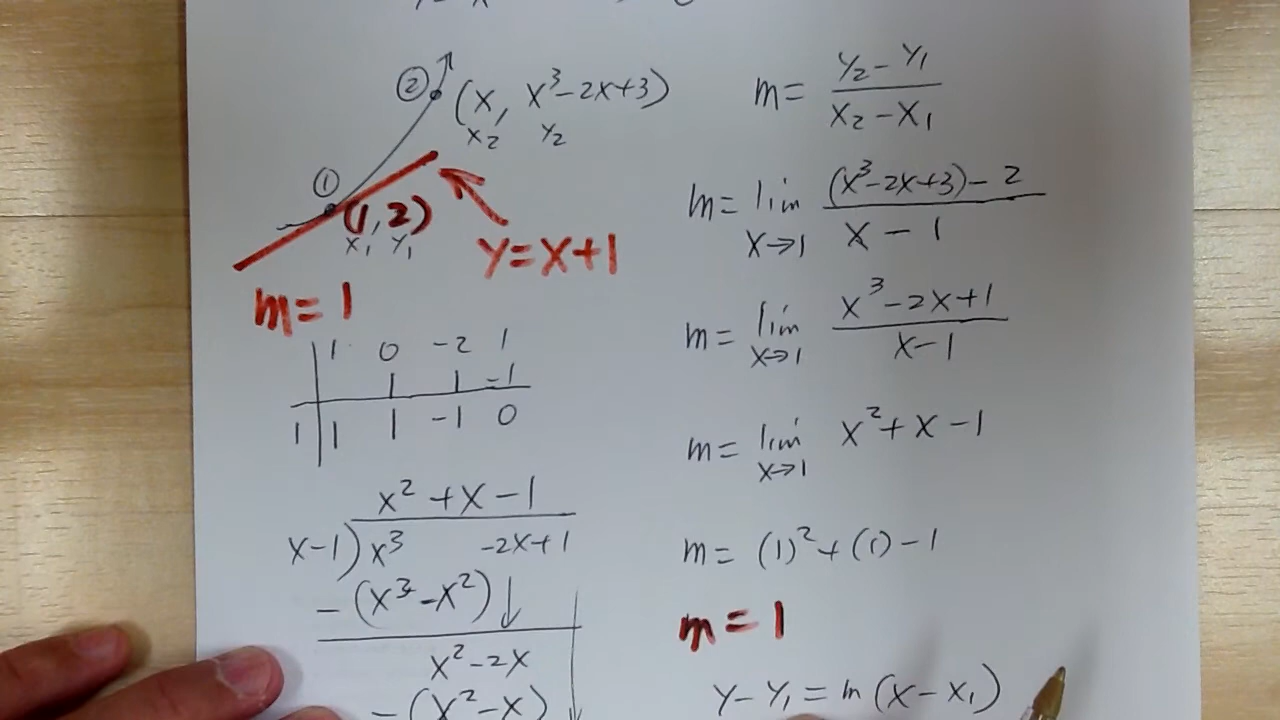 ② (x, x³-2x+3)
x₂ y₂
① (1, 2)
x₁ y₁
y=x+1
m=1
1 0 -2 1
1 1 -1
1 1 1 -1 0
x² +x -1
x-1)x³ -2x+1
-(x³-x²)↓
x²-2x
-(x²-x)
m= y₂-y₁ / x₂-x₁
m= lim x→1 (x³-2x+3)-2 / x-1
m= lim x→1 x³-2x+1 / x-1
m= lim x→1 x²+x-1
m= (1)²+(1)-1
m=1
y-y₁=m(x-x₁)